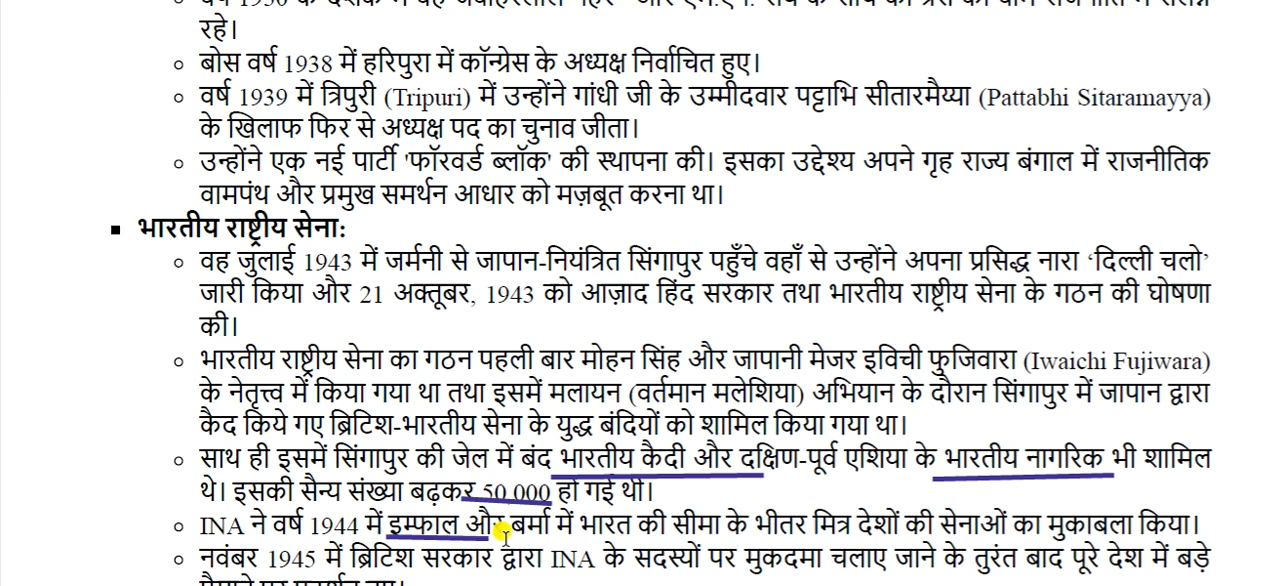 रहे।
बोस वर्ष 1938 में हरिपुरा में कॉन्ग्रेस के अध्यक्ष निर्वाचित हुए।
वर्ष 1939 में त्रिपुरी (Tripuri) में उन्होंने गांधी जी के उम्मीदवार पट्टाभि सीतारमैय्या (Pattabhi Sitaramayya)
के खिलाफ फिर से अध्यक्ष पद का चुनाव जीता।
उन्होंने एक नई पार्टी 'फॉरवर्ड ब्लॉक' की स्थापना की। इसका उद्देश्य अपने गृह राज्य बंगाल में राजनीतिक
वामपंथ और प्रमुख समर्थन आधार को मज़बूत करना था।
भारतीय राष्ट्रीय सेना:
वह जुलाई 1943 में जर्मनी से जापान-नियंत्रित सिंगापुर पहुँचे वहाँ से उन्होंने अपना प्रसिद्ध नारा ‘दिल्ली चलो’
जारी किया और 21 अक्तूबर, 1943 को आज़ाद हिंद सरकार तथा भारतीय राष्ट्रीय सेना के गठन की घोषणा
की।
भारतीय राष्ट्रीय सेना का गठन पहली बार मोहन सिंह और जापानी मेजर इविची फुजिवारा (Iwaichi Fujiwara)
के नेतृत्त्व में किया गया था तथा इसमें मलायन (वर्तमान मलेशिया) अभियान के दौरान सिंगापुर में जापान द्वारा
कैद किये गए ब्रिटिश-भारतीय सेना के युद्ध बंदियों को शामिल किया गया था।
साथ ही इसमें सिंगापुर की जेल में बंद भारतीय कैदी और दक्षिण-पूर्व एशिया के भारतीय नागरिक भी शामिल
थे। इसकी सैन्य संख्या बढ़कर 50,000 हो गई थी।
INA ने वर्ष 1944 में इम्फाल और बर्मा में भारत की सीमा के भीतर मित्र देशों की सेनाओं का मुकाबला किया।
नवंबर 1945 में ब्रिटिश सरकार द्वारा INA के सदस्यों पर मुकदमा चलाए जाने के तुरंत बाद पूरे देश में बड़े